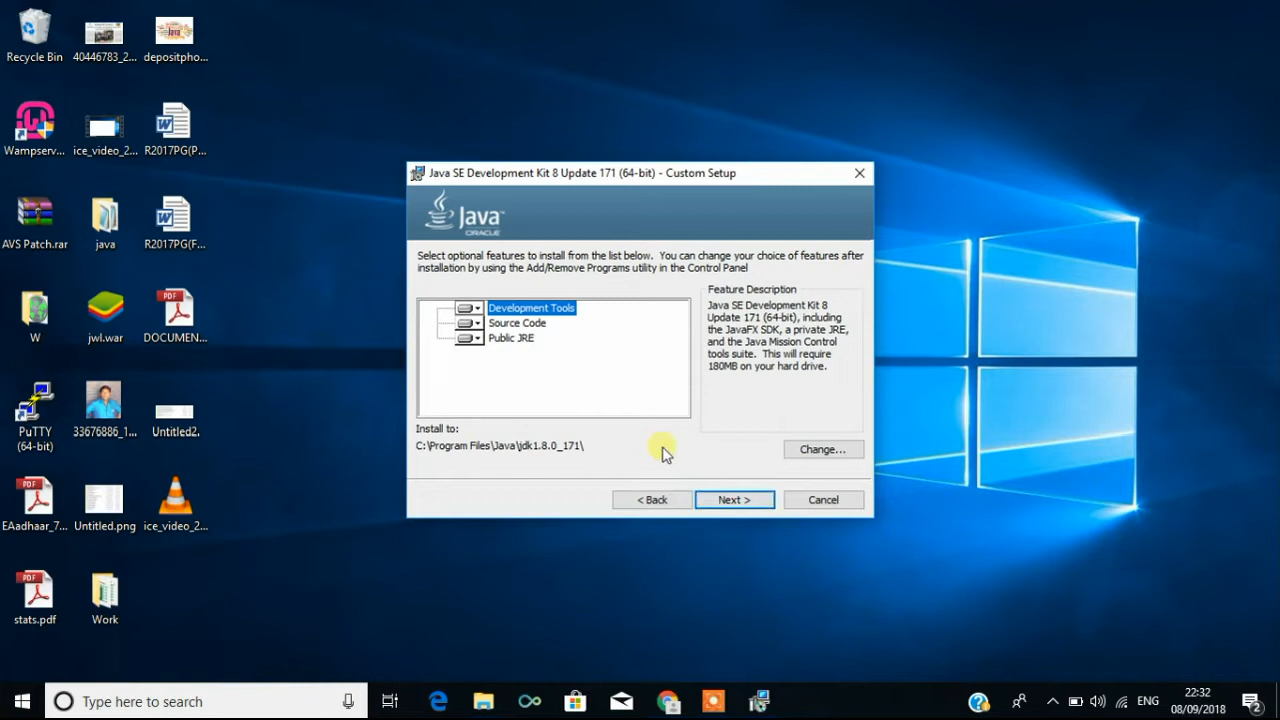 Recycle Bin
40446783_2...
depositpho...
Wampserv...
ice_video_2...
R2017PG(P...
AVS Patch.rar
java
R2017PG(F...
W
jwl.war
DOCUMEN...
PuTTY
(64-bit)
33676886_1...
Untitled2.
EAadhaar_7...
Untitled.png
ice_video_2...
stats.pdf
Work
Java SE Development Kit 8 Update 171 (64-bit) - Custom Setup
Java
ORACLE
Select optional features to install from the list below. You can change your choice of features after
installation by using the Add/Remove Programs utility in the Control Panel
Development Tools
Source Code
Public JRE
Feature Description
Java SE Development Kit 8
Update 171 (64-bit), including
the JavaFX SDK, a private JRE,
and the Java Mission Control
tools suite. This will require
180MB on your hard drive.
Install to:
C:\Program Files\Java\jdk1.8.0_171\
Change...
< Back
Next >
Cancel
Type here to search
ENG
22:32
08/09/2018
2